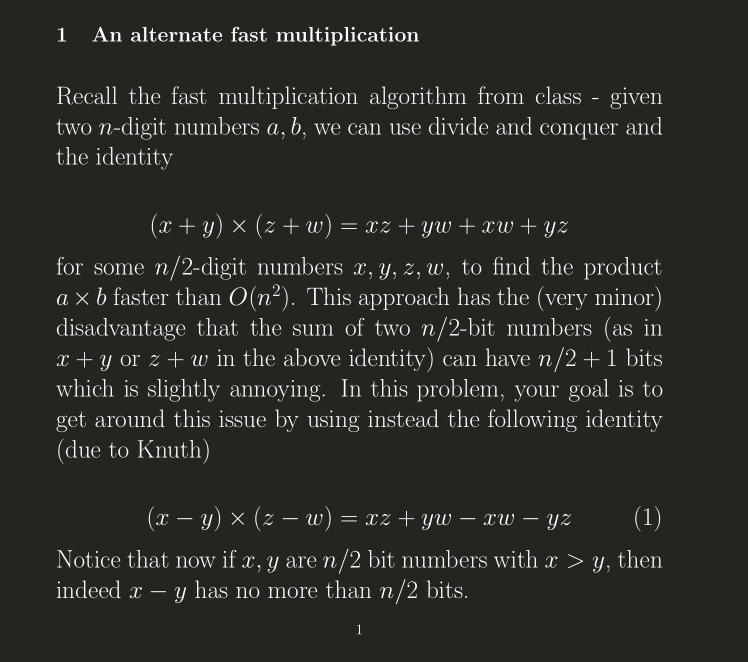 1 An alternate fast multiplication
Recall the fast multiplication algorithm from class - given
two n-digit numbers a, b, we can use divide and conquer and
the identity
(x + y) × (z + w) = xz + yw + xw + yz
for some n/2-digit numbers x, y, z, w, to find the product
a × b faster than O(n²). This approach has the (very minor)
disadvantage that the sum of two n/2-bit numbers (as in
x + y or z + w in the above identity) can have n/2 + 1 bits
which is slightly annoying. In this problem, your goal is to
get around this issue by using instead the following identity
(due to Knuth)
(x − y) × (z − w) = xz + yw − xw − yz (1)
Notice that now if x, y are n/2 bit numbers with x > y, then
indeed x − y has no more than n/2 bits.
1